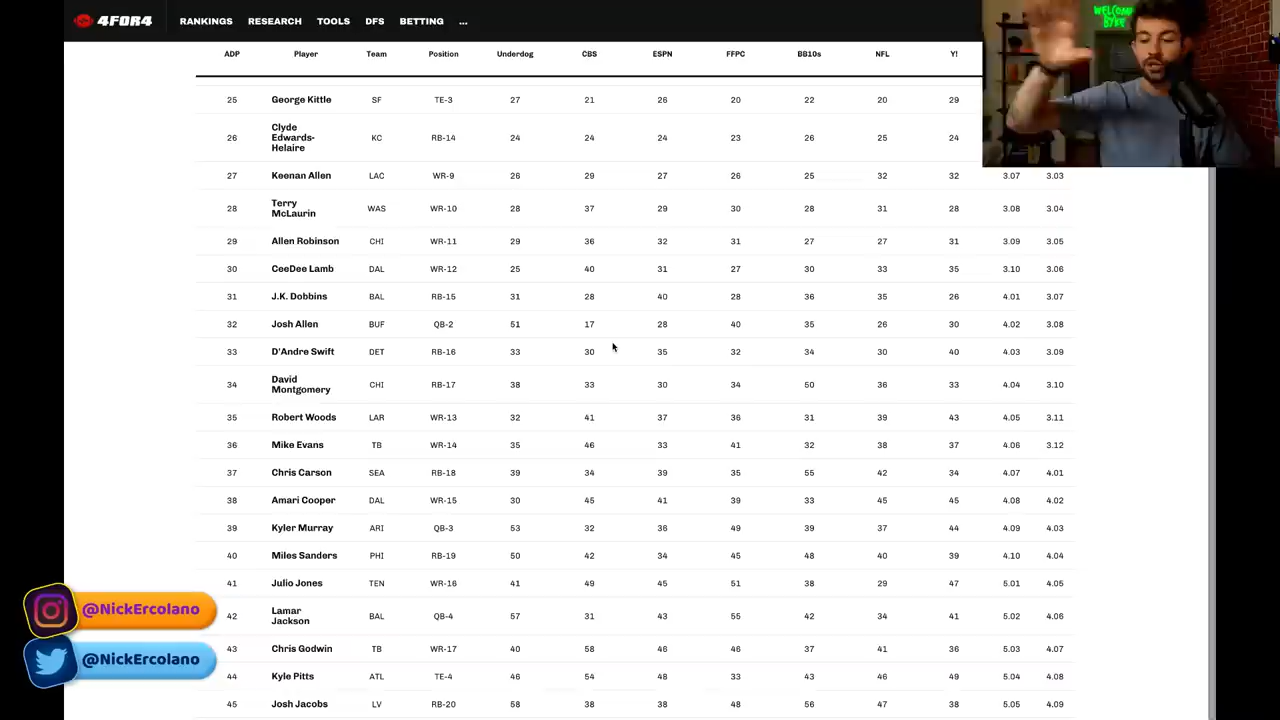 4FOR4 RANKINGS RESEARCH TOOLS DFS BETTING ...
WELCOME
ADP Player Team Position Underdog CBS ESPN FFPC BB10s NFL Y!
25 George Kittle SF TE-3 27 21 26 20 22 20 29
26 Clyde Edwards-Helaire KC RB-14 24 24 24 23 26 25 24
27 Keenan Allen LAC WR-9 26 29 27 26 25 32 32 3.07 3.03
28 Terry McLaurin WAS WR-10 28 37 29 30 28 31 28 3.08 3.04
29 Allen Robinson CHI WR-11 29 36 32 31 27 27 31 3.09 3.05
30 CeeDee Lamb DAL WR-12 25 40 31 27 30 33 35 3.10 3.06
31 J.K. Dobbins BAL RB-15 31 28 40 28 36 35 26 4.01 3.07
32 Josh Allen BUF QB-2 51 17 28 40 35 26 30 4.02 3.08
33 D'Andre Swift DET RB-16 33 30 35 32 34 30 40 4.03 3.09
34 David Montgomery CHI RB-17 38 33 30 34 50 36 33 4.04 3.10
35 Robert Woods LAR WR-13 32 41 37 36 31 39 43 4.05 3.11
36 Mike Evans TB WR-14 35 46 33 41 32 38 37 4.06 3.12
37 Chris Carson SEA RB-18 39 34 39 35 55 42 34 4.07 4.01
38 Amari Cooper DAL WR-15 30 45 41 39 33 45 45 4.08 4.02
39 Kyler Murray ARI QB-3 53 32 36 49 39 37 44 4.09 4.03
40 Miles Sanders PHI RB-19 50 42 34 45 48 40 39 4.10 4.04
41 Julio Jones TEN WR-16 41 49 45 51 38 29 47 5.01 4.05
42 Lamar Jackson BAL QB-4 57 31 43 55 42 34 41 5.02 4.06
43 Chris Godwin TB WR-17 40 58 46 46 37 41 36 5.03 4.07
44 Kyle Pitts ATL TE-4 46 54 48 33 43 46 49 5.04 4.08
45 Josh Jacobs LV RB-20 58 38 38 48 56 47 38 5.05 4.09
@NickErcolano
@NickErcolano